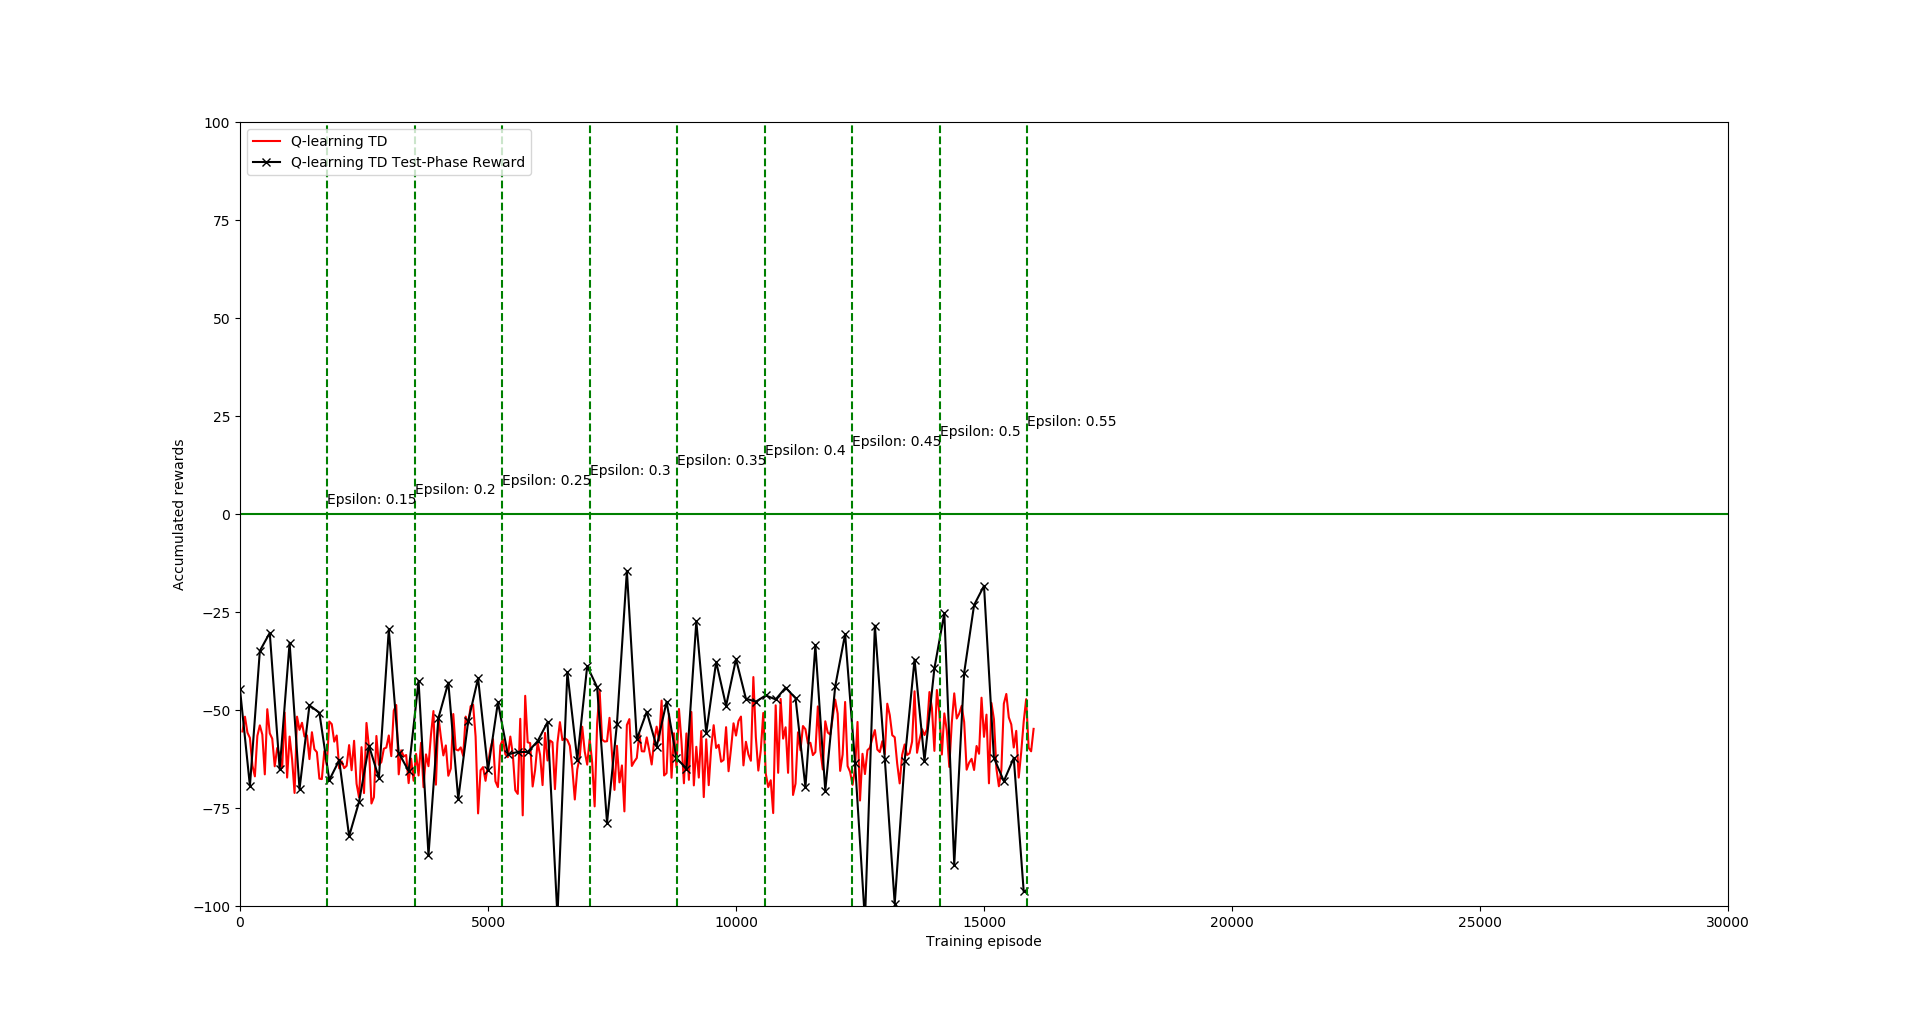 Q-learning TD
Q-learning TD Test-Phase Reward
100
75
50
25
0
−25
−50
−75
−100
Accumulated rewards
Epsilon: 0.15
Epsilon: 0.2
Epsilon: 0.25
Epsilon: 0.3
Epsilon: 0.35
Epsilon: 0.4
Epsilon: 0.45
Epsilon: 0.5
Epsilon: 0.55
0 5000 10000 15000 20000 25000 30000
Training episode